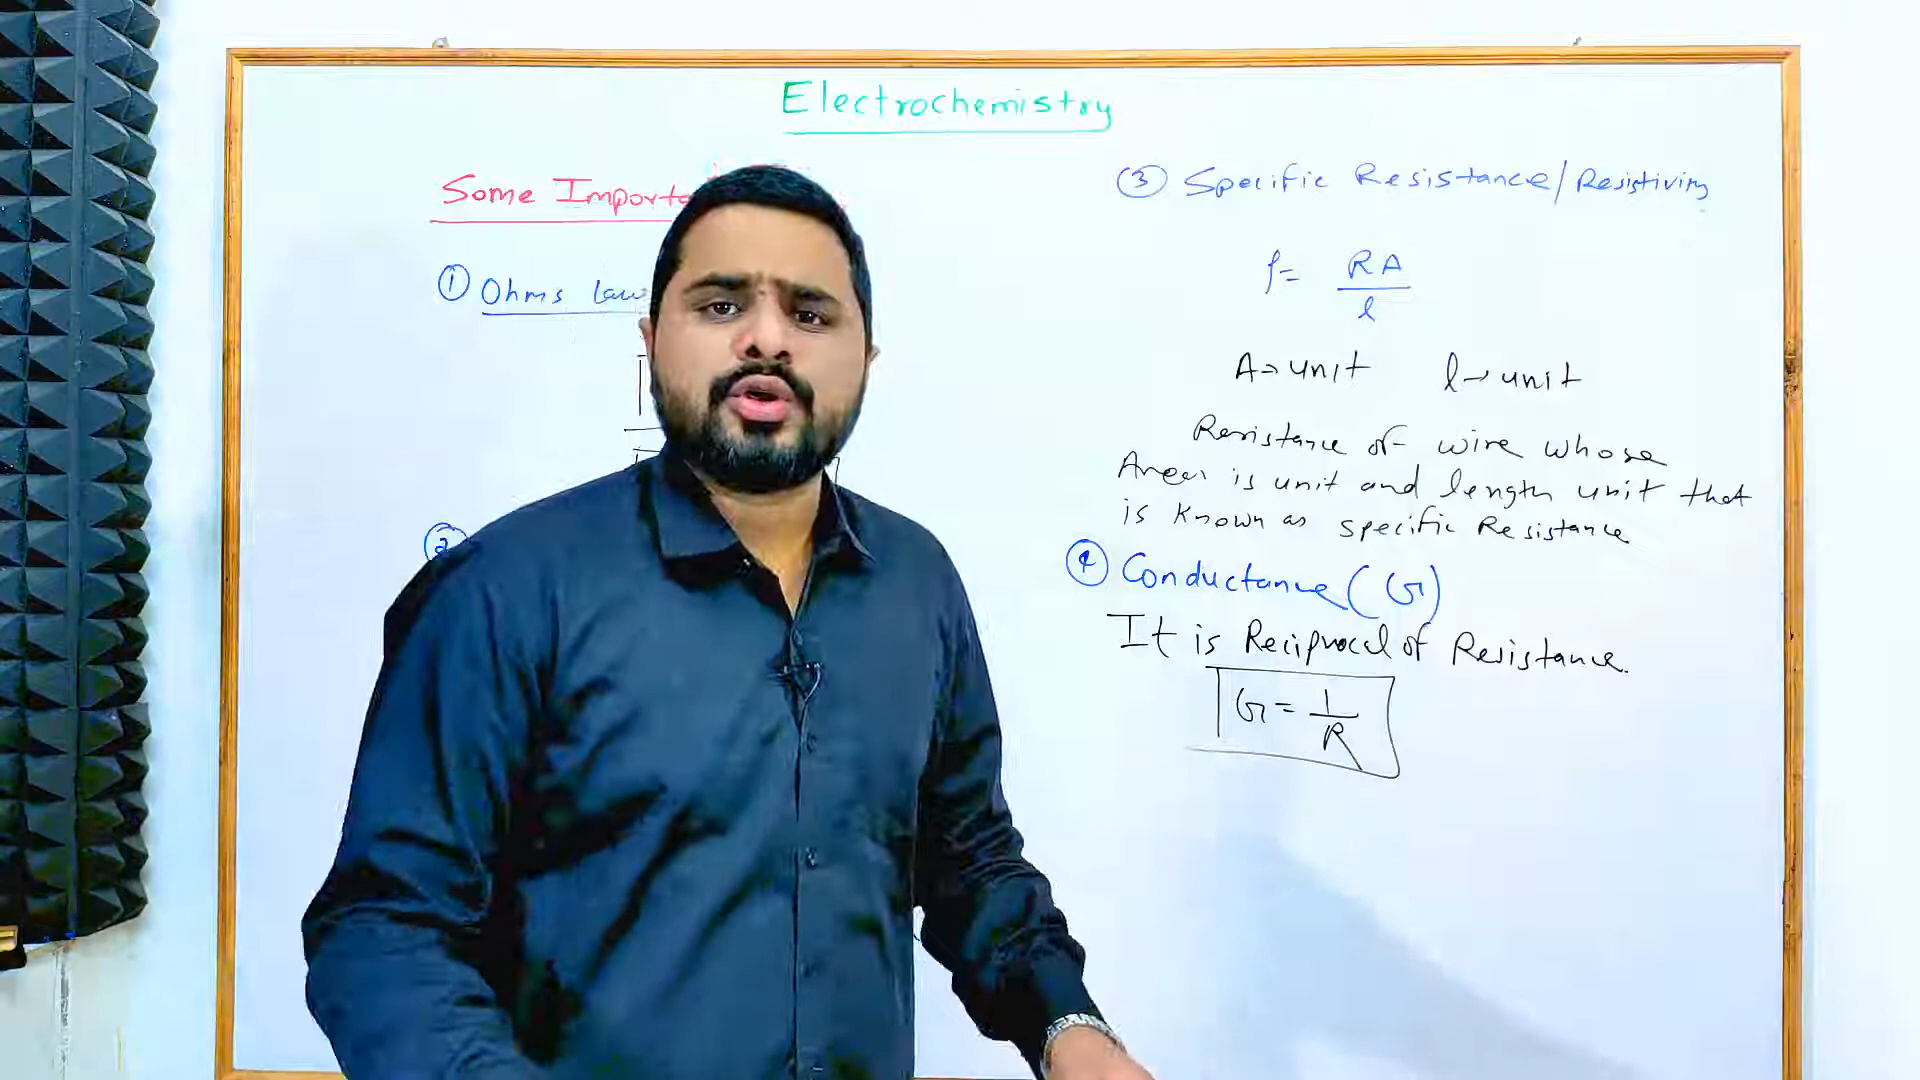 Electrochemistry
Some
① Ohms law
②
③ Specific Resistance/Resistivity
ρ = RA
l
A → unit l → unit
Resistance of wire whose
Area is unit and length unit that
is known as specific Resistance
④ Conductance (G)
It is Reciprocal of Resistance.
G = 1
R